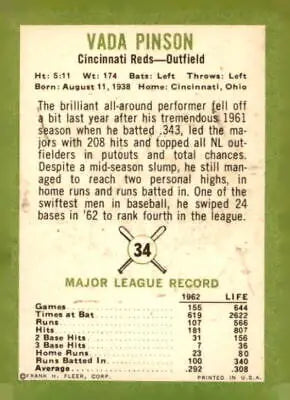 VADA PINSON
Cincinnati Reds—Outfield
Ht: 5:11 Wt: 174 Bats: Left Throws: Left
Born: August 11, 1938 Home: Cincinnati, Ohio
The brilliant all-around performer fell off
a bit last year after his tremendous 1961
season when he batted .343, led the ma-
jors with 208 hits and topped all NL out-
fielders in putouts and total chances.
Despite a mid-season slump, he still man-
aged to reach two personal highs, in
home runs and runs batted in. One of the
swiftest men in baseball, he swiped 24
bases in '62 to rank fourth in the league.
34
MAJOR LEAGUE RECORD
1962 LIFE
Games 155 644
Times at Bat 619 2622
Runs 107 566
Hits 181 807
2 Base Hits 31 156
3 Base Hits 7 36
Home Runs 23 80
Runs Batted In 100 340
Average .292 .308
©FRANK H. FLEER, CORP. PRINTED IN U.S.A.